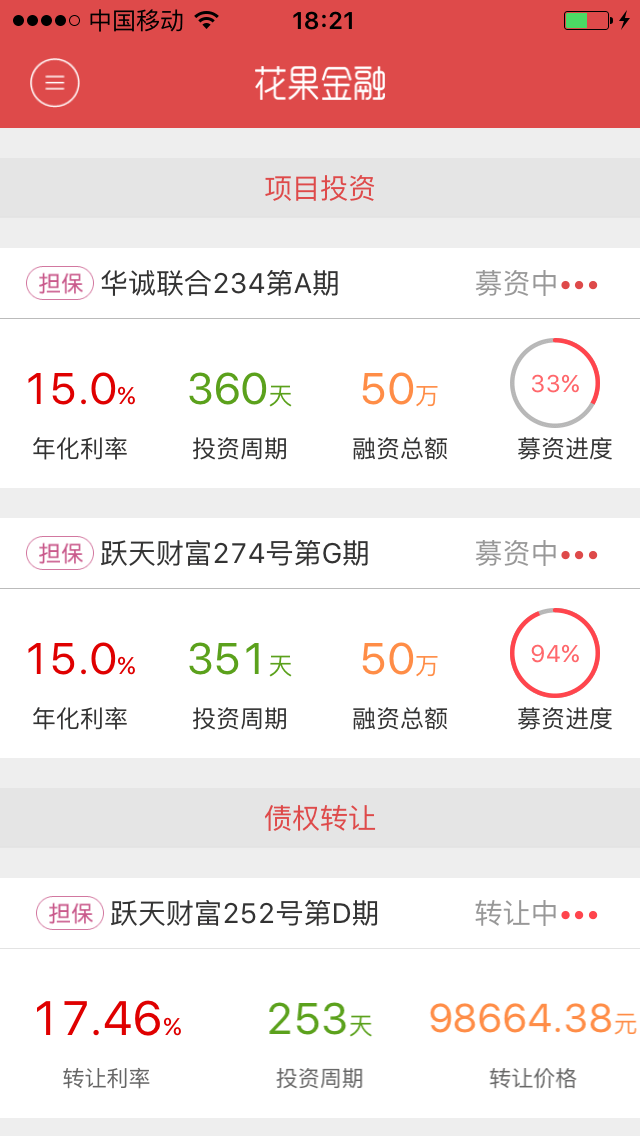 中国移动 18:21
花果金融
项目投资
担保 华诚联合234第A期 募资中
15.0% 360天 50万 33%
年化利率 投资周期 融资总额 募资进度
担保 跃天财富274号第G期 募资中
15.0% 351天 50万 94%
年化利率 投资周期 融资总额 募资进度
债权转让
担保 跃天财富252号第D期 转让中
17.46% 253天 98664.38元
转让利率 投资周期 转让价格